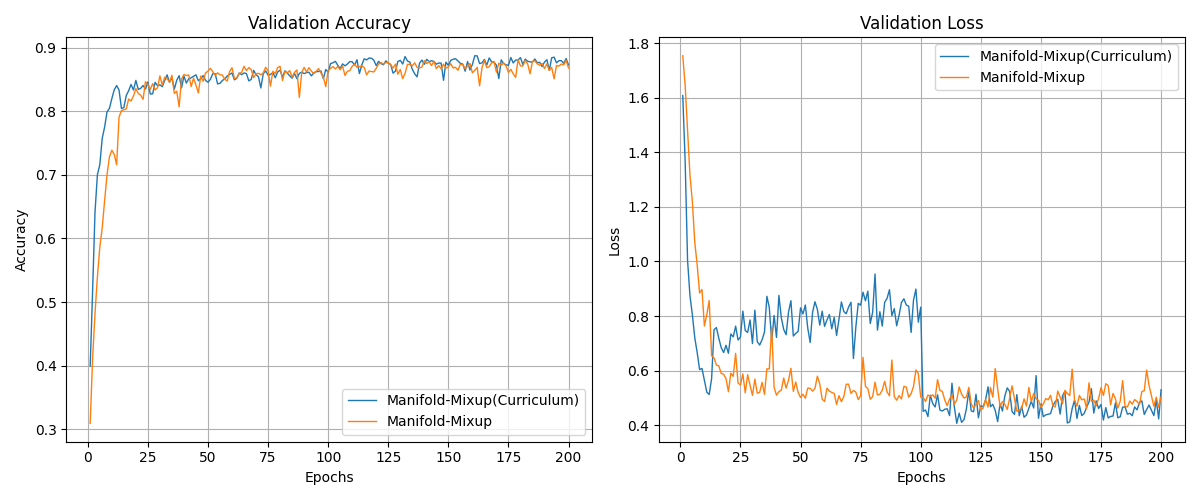 Validation Accuracy
0.9
0.8
0.7
0.6
0.5
0.4
0.3
Accuracy
0 25 50 75 100 125 150 175 200
Epochs
Manifold-Mixup(Curriculum)
Manifold-Mixup
Validation Loss
1.8
1.6
1.4
1.2
1.0
0.8
0.6
0.4
Loss
0 25 50 75 100 125 150 175 200
Epochs
Manifold-Mixup(Curriculum)
Manifold-Mixup